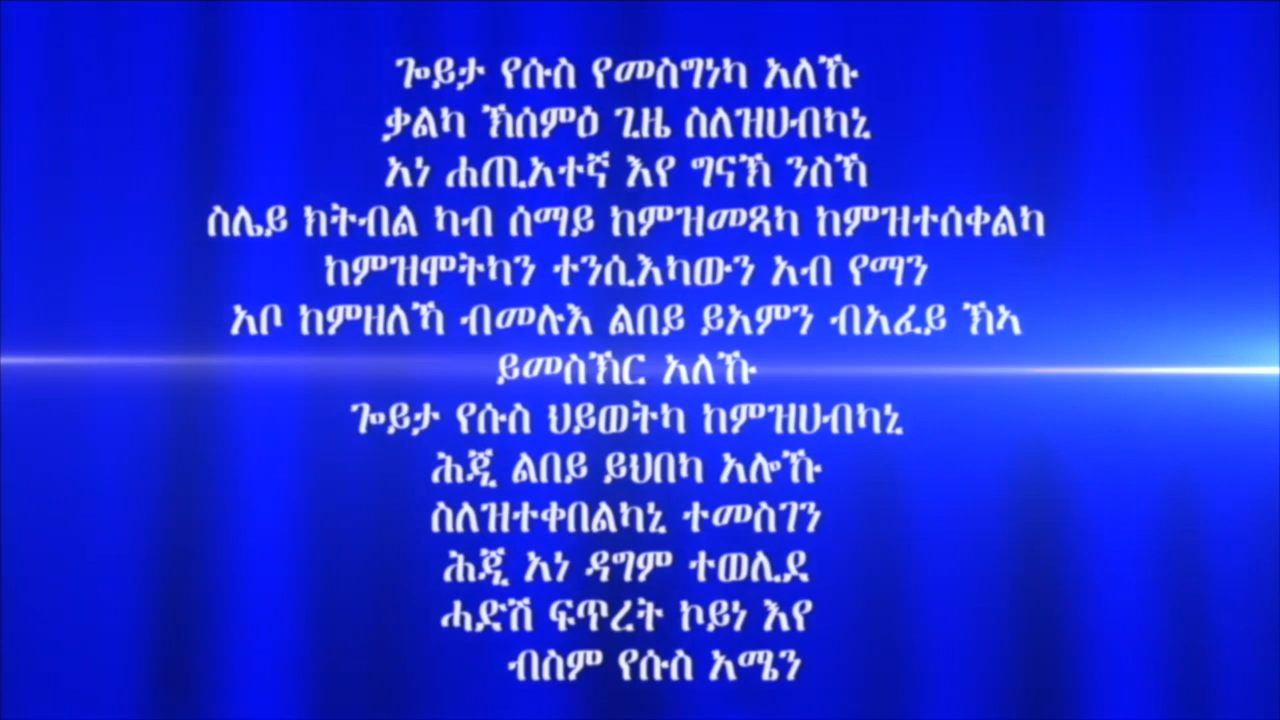 ጐይታ የሱስ የመስግነካ አለኹ
ቃልካ ኽሰምዕ ጊዜ ስለዝሀብካኒ
አነ ሐጢአተኛ እየ ግናኽ ንስኻ
ስሌይ ክትብል ካብ ሰማይ ከምዝመጻካ ከምዝተሰቀልካ
ከምዝሞትካን ተንሲእካውን አብ የማን
አቦ ከምዘለኻ ብመሉእ ልበይ ይአምን ብአፈይ ኽኣ
ይመስኽር አለኹ
ጐይታ የሱስ ህይወትካ ከምዝሀብካኒ
ሕጂ ልበይ ይህበካ አሎኹ
ስለዝተቀበልካኒ ተመስገን
ሕጂ አነ ዳግም ተወሊደ
ሓድሽ ፍጥረት ኮይነ እየ
ብስም የሱስ አሜን